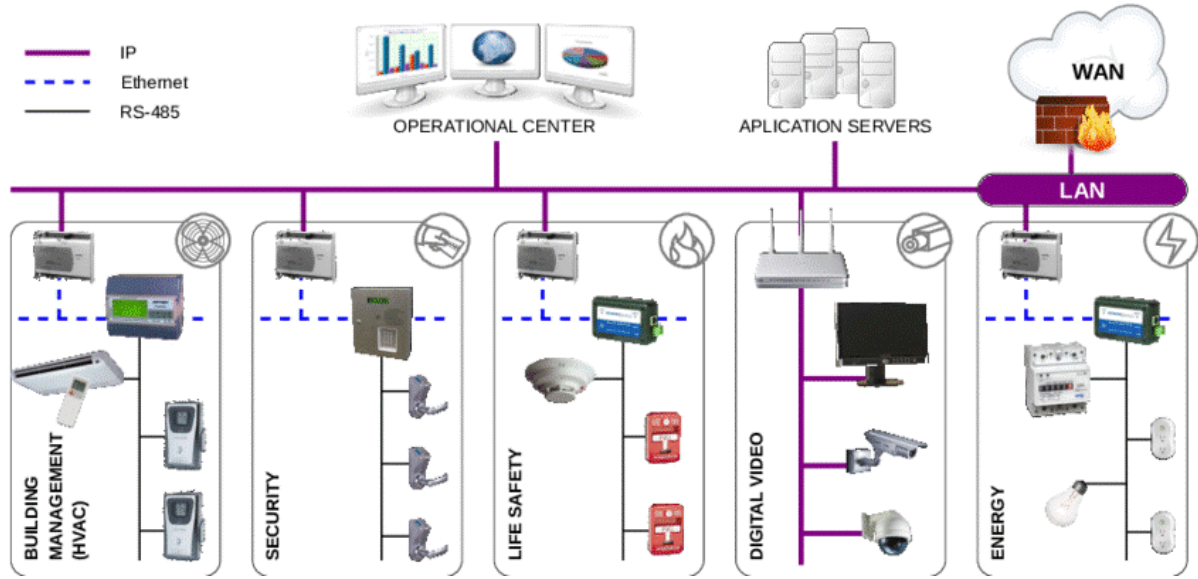 IP
Ethernet
RS-485
OPERATIONAL CENTER
APLICATION SERVERS
WAN
LAN
BUILDING
MANAGEMENT
(HVAC)
SECURITY
LIFE SAFETY
DIGITAL VIDEO
ENERGY